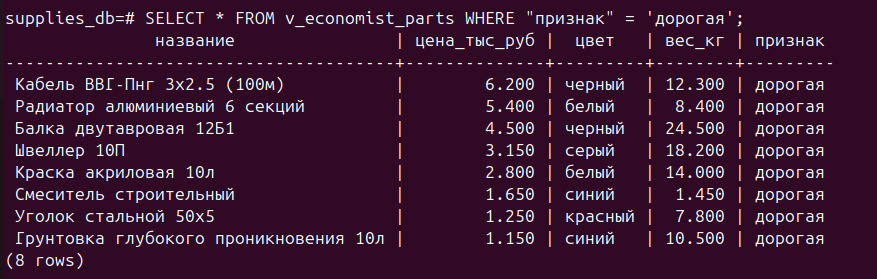 supplies_db=# SELECT * FROM v_economist_parts WHERE "признак" = 'дорогая';
название | цена_тыс_руб | цвет | вес_кг | признак
----------------------------------------+--------------+---------+--------+---------
Кабель ВВГ-Пнг 3х2.5 (100м) | 6.200 | черный | 12.300 | дорогая
Радиатор алюминиевый 6 секций | 5.400 | белый | 8.400 | дорогая
Балка двутавровая 12Б1 | 4.500 | черный | 24.500 | дорогая
Швеллер 10П | 3.150 | серый | 18.200 | дорогая
Краска акриловая 10л | 2.800 | белый | 14.000 | дорогая
Смеситель строительный | 1.650 | синий | 1.450 | дорогая
Уголок стальной 50х5 | 1.250 | красный | 7.800 | дорогая
Грунтовка глубокого проникновения 10л | 1.150 | синий | 10.500 | дорогая
(8 rows)